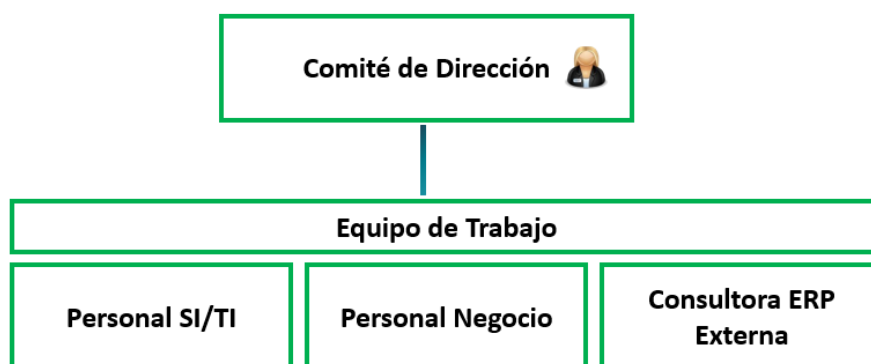 Comité de Dirección
Equipo de Trabajo
Personal SI/TI
Personal Negocio
Consultora ERP
Externa